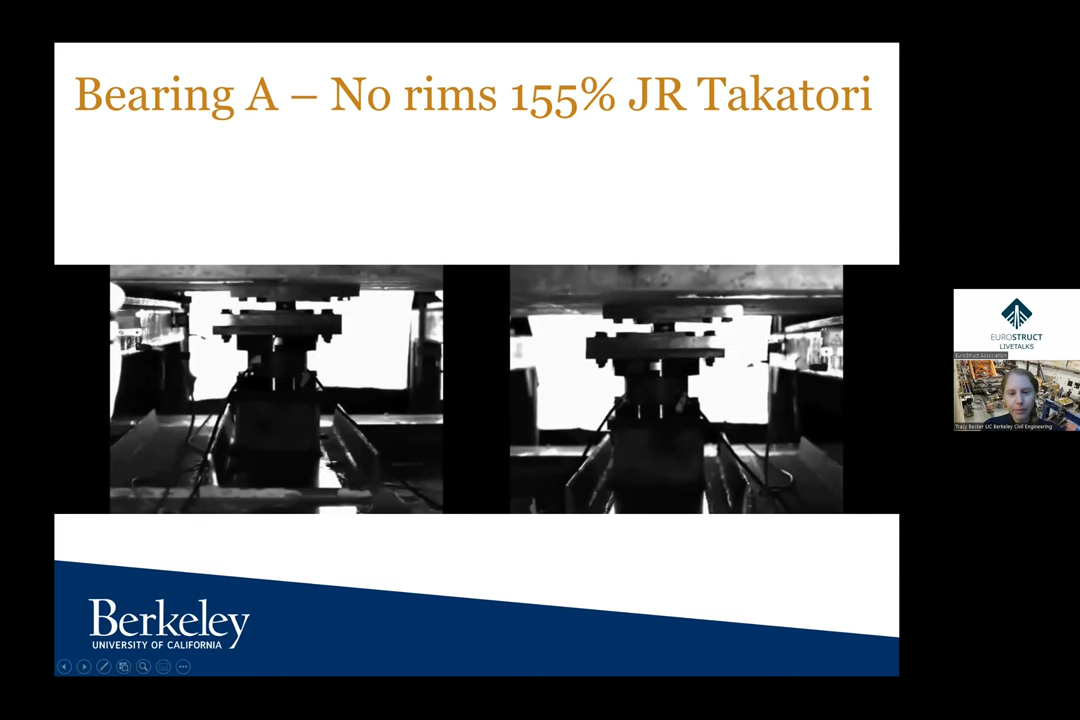 Bearing A – No rims 155% JR Takatori
EUROSTRUCT
LIVETALKS
EuroStruct Association
Tracy Becker UC Berkeley Civil Engineering
Berkeley
UNIVERSITY OF CALIFORNIA